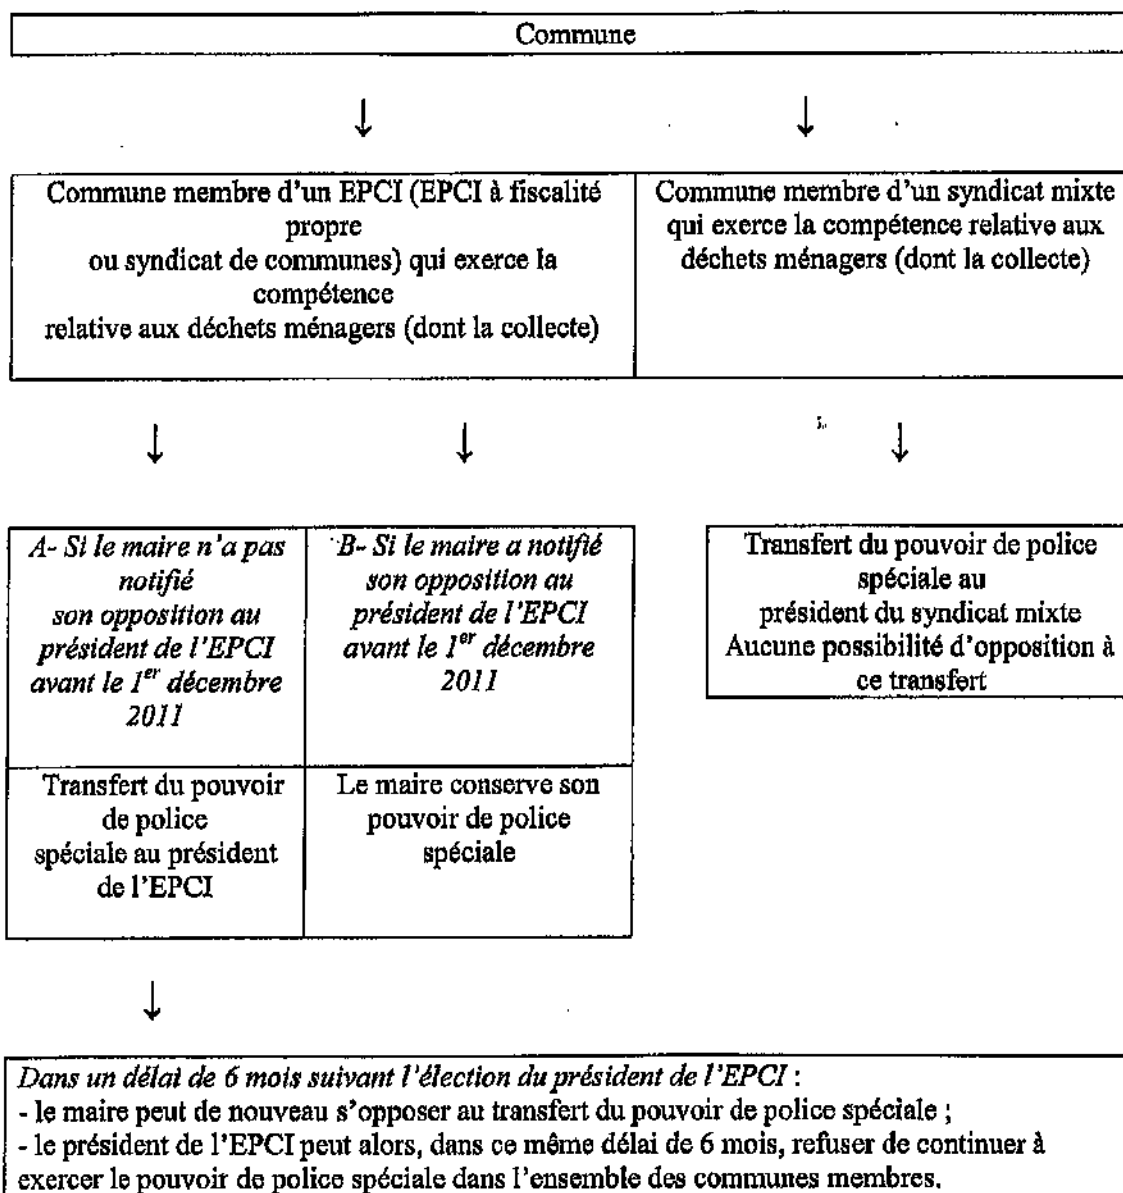 Commune
Commune membre d'un EPCI (EPCI à fiscalité
propre
ou syndicat de communes) qui exerce la
compétence
relative aux déchets ménagers (dont la collecte)
Commune membre d'un syndicat mixte
qui exerce la compétence relative aux
déchets ménagers (dont la collecte)
A- Si le maire n'a pas
notifié
son opposition au
président de l'EPCI
avant le 1er décembre
2011
B- Si le maire a notifié
son opposition au
président de l'EPCI
avant le 1er décembre
2011
Transfert du pouvoir de police
spéciale au
président du syndicat mixte
Aucune possibilité d'opposition à
ce transfert
Transfert du pouvoir
de police
spéciale au président
de l'EPCI
Le maire conserve son
pouvoir de police
spéciale
Dans un délai de 6 mois suivant l'élection du président de l'EPCI :
- le maire peut de nouveau s'opposer au transfert du pouvoir de police spéciale ;
- le président de l'EPCI peut alors, dans ce même délai de 6 mois, refuser de continuer à
exercer le pouvoir de police spéciale dans l'ensemble des communes membres.